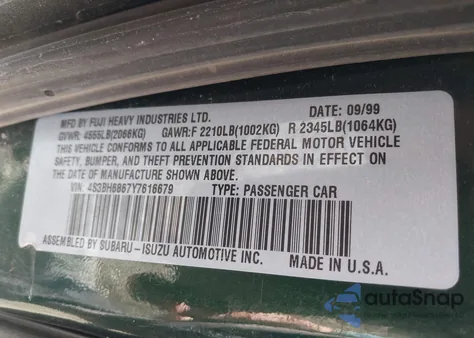 MFD BY FUJI HEAVY INDUSTRIES LTD. DATE: 09/99
GVWR: 4555LB(2066KG) GAWR:F 2210LB(1002KG) R 2345LB(1064KG)
THIS VEHICLE CONFORMS TO ALL APPLICABLE FEDERAL MOTOR VEHICLE
SAFETY, BUMPER, AND THEFT PREVENTION STANDARDS IN EFFECT ON
THE DATE OF MANUFACTURE SHOWN ABOVE.
VIN: 4S3BH6867Y7616679 TYPE: PASSENGER CAR
ASSEMBLED BY SUBARU-ISUZU AUTOMOTIVE INC. MADE IN U.S.A.
autoSnap